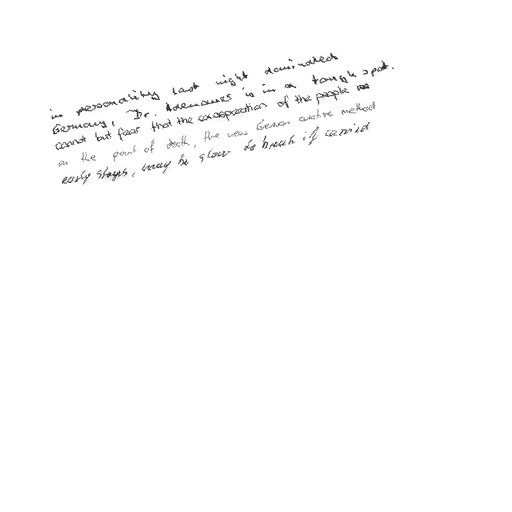 in personality last night dominated
Germany, Dr. Adenauer is in a tough spot.
cannot but fear that the exasperation of the people
on the point of death, the new German curative method
early stages, may be slow to break if carried